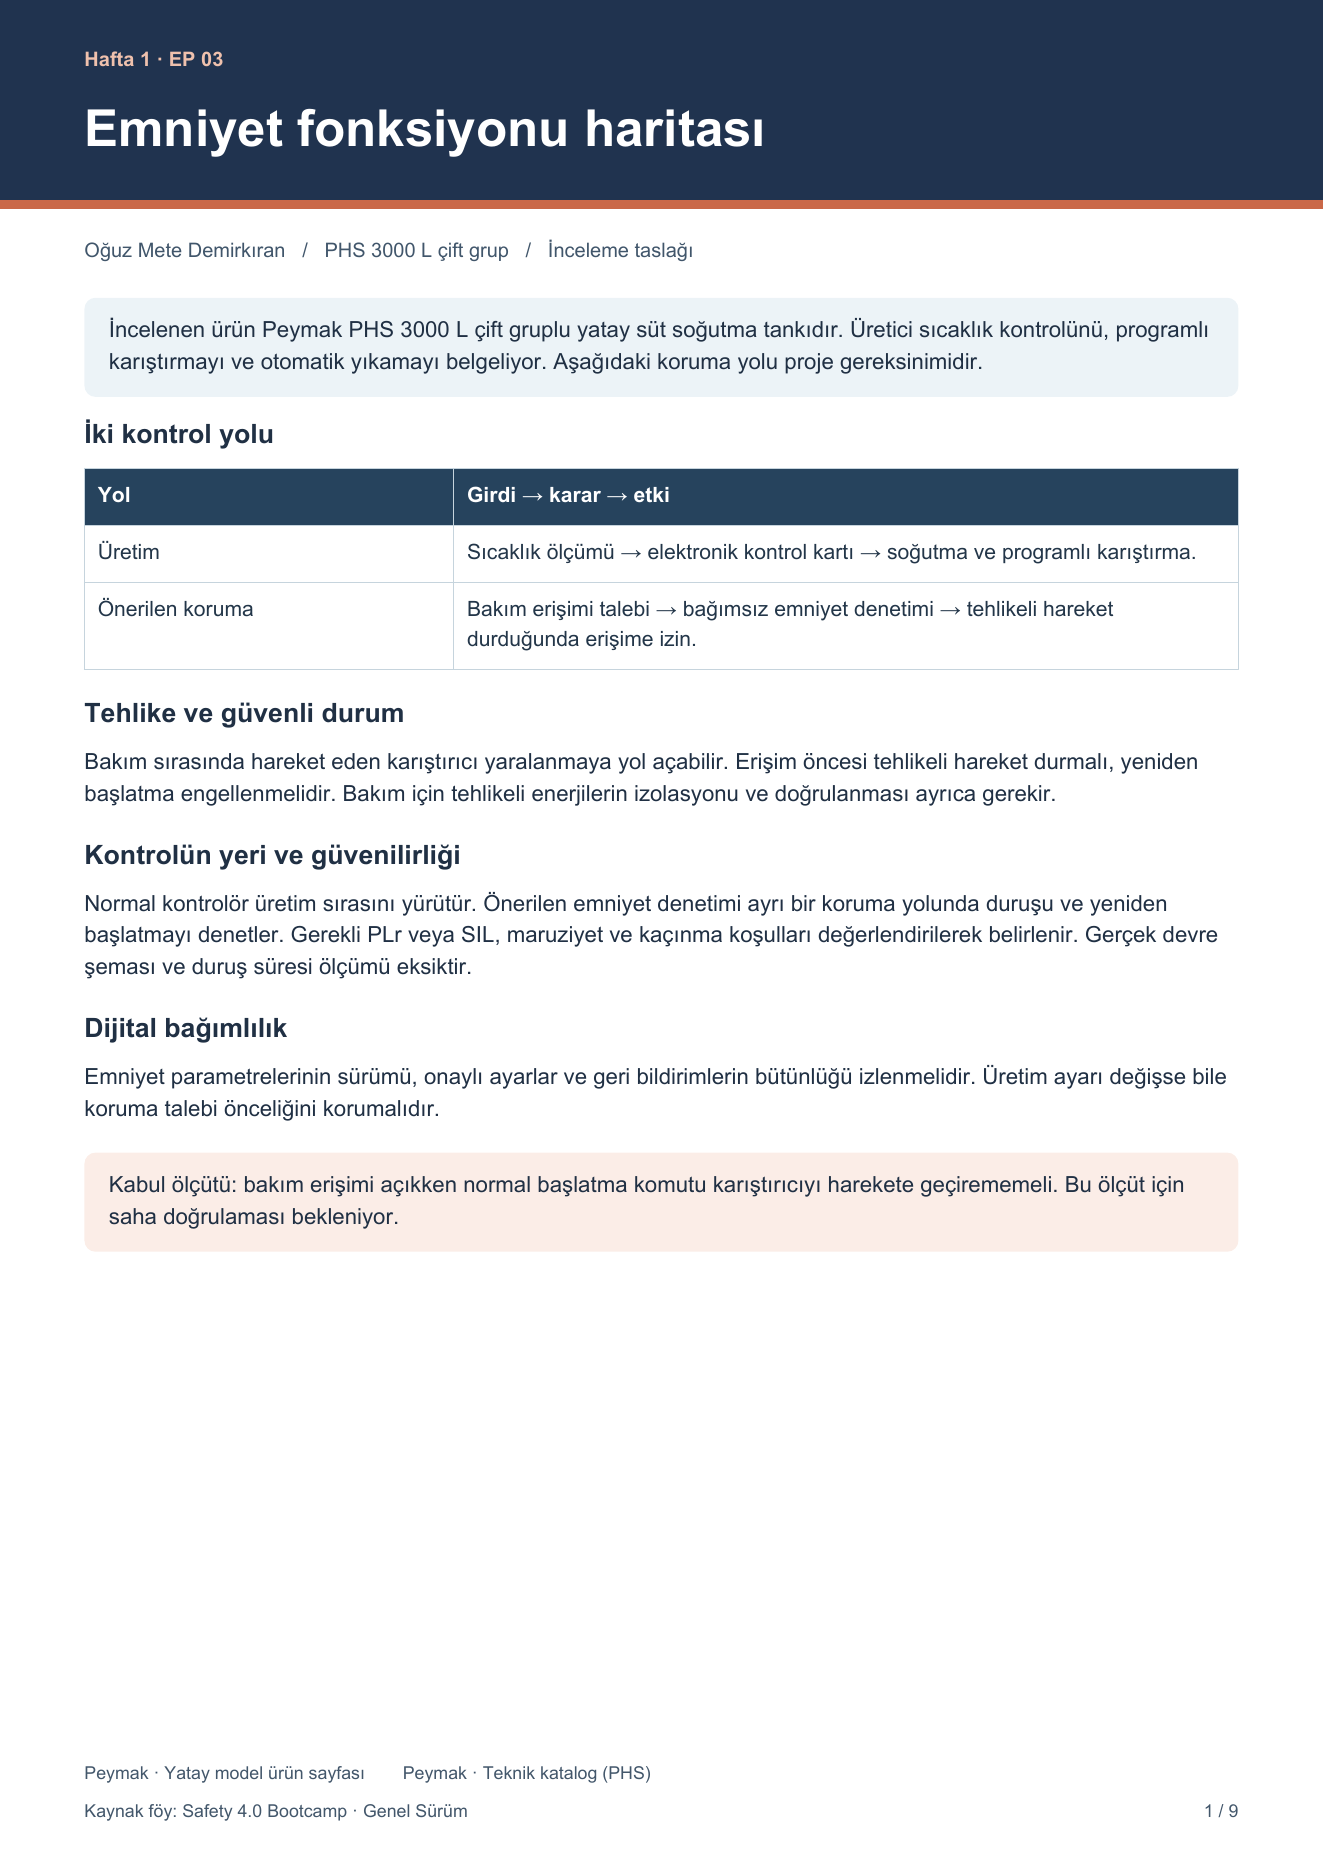 Hafta 1 · EP 03
Emniyet fonksiyonu haritası
Oğuz Mete Demirkıran / PHS 3000 L çift grup / İnceleme taslağı
İncelenen ürün Peymak PHS 3000 L çift gruplu yatay süt soğutma tankıdır. Üretici sıcaklık kontrolünü, programlı
karıştırmayı ve otomatik yıkamayı belgeliyor. Aşağıdaki koruma yolu proje gereksinimidir.
İki kontrol yolu
Yol
Girdi → karar → etki
Üretim
Sıcaklık ölçümü → elektronik kontrol kartı → soğutma ve programlı karıştırma.
Önerilen koruma
Bakım erişimi talebi → bağımsız emniyet denetimi → tehlikeli hareket
durduğunda erişime izin.
Tehlike ve güvenli durum
Bakım sırasında hareket eden karıştırıcı yaralanmaya yol açabilir. Erişim öncesi tehlikeli hareket durmalı, yeniden
başlatma engellenmelidir. Bakım için tehlikeli enerjilerin izolasyonu ve doğrulanması ayrıca gerekir.
Kontrolün yeri ve güvenilirliği
Normal kontrolör üretim sırasını yürütür. Önerilen emniyet denetimi ayrı bir koruma yolunda duruşu ve yeniden
başlatmayı denetler. Gerekli PLr veya SIL, maruziyet ve kaçınma koşulları değerlendirilerek belirlenir. Gerçek devre
şeması ve duruş süresi ölçümü eksiktir.
Dijital bağımlılık
Emniyet parametrelerinin sürümü, onaylı ayarlar ve geri bildirimlerin bütünlüğü izlenmelidir. Üretim ayarı değişse bile
koruma talebi önceliğini korumalıdır.
Kabul ölçütü: bakım erişimi açıkken normal başlatma komutu karıştırıcıyı harekete geçirememeli. Bu ölçüt için
saha doğrulaması bekleniyor.
Peymak · Yatay model ürün sayfası Peymak · Teknik katalog (PHS)
Kaynak föy: Safety 4.0 Bootcamp · Genel Sürüm 1 / 9